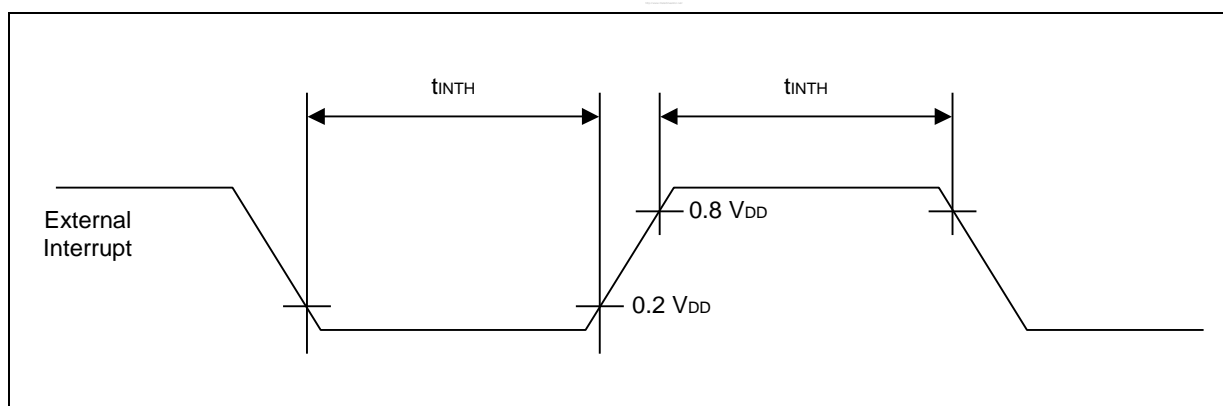 tINTH
tINTH
External
Interrupt
0.8 VDD
0.2 VDD